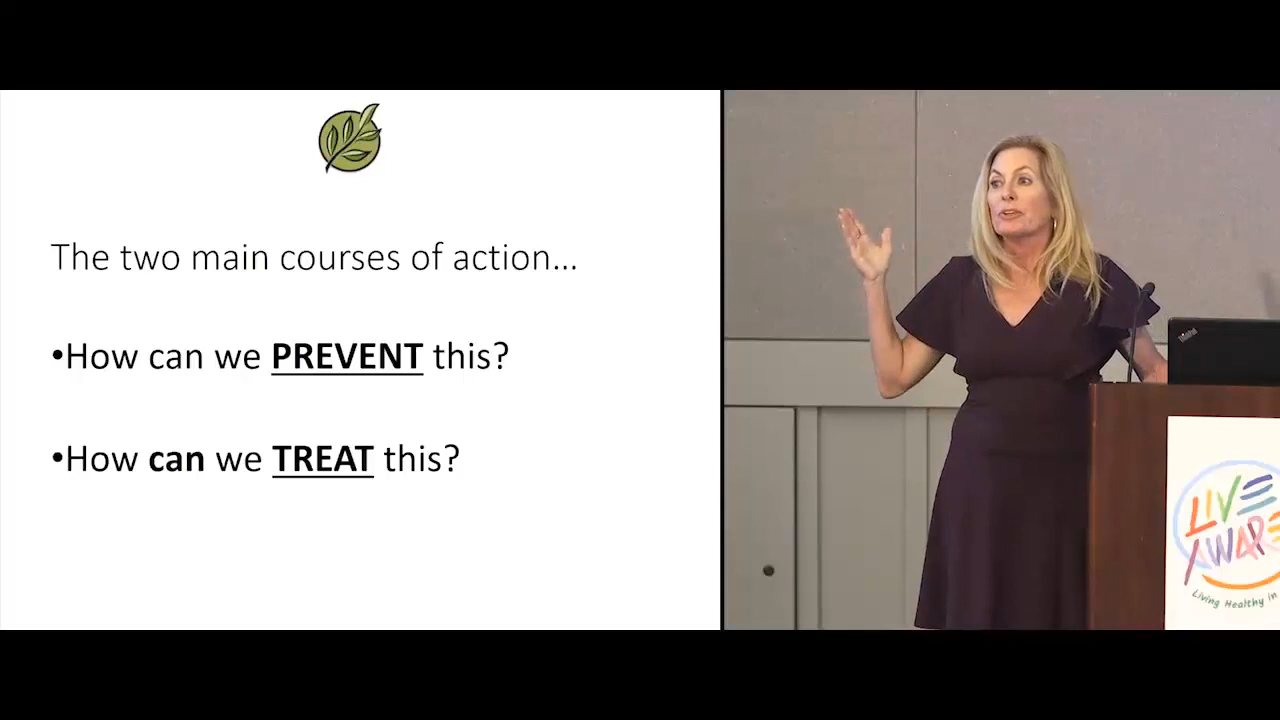 The two main courses of action...
•How can we PREVENT this?
•How can we TREAT this?
ThinkPad
LIVE
AWARE
Living Healthy in